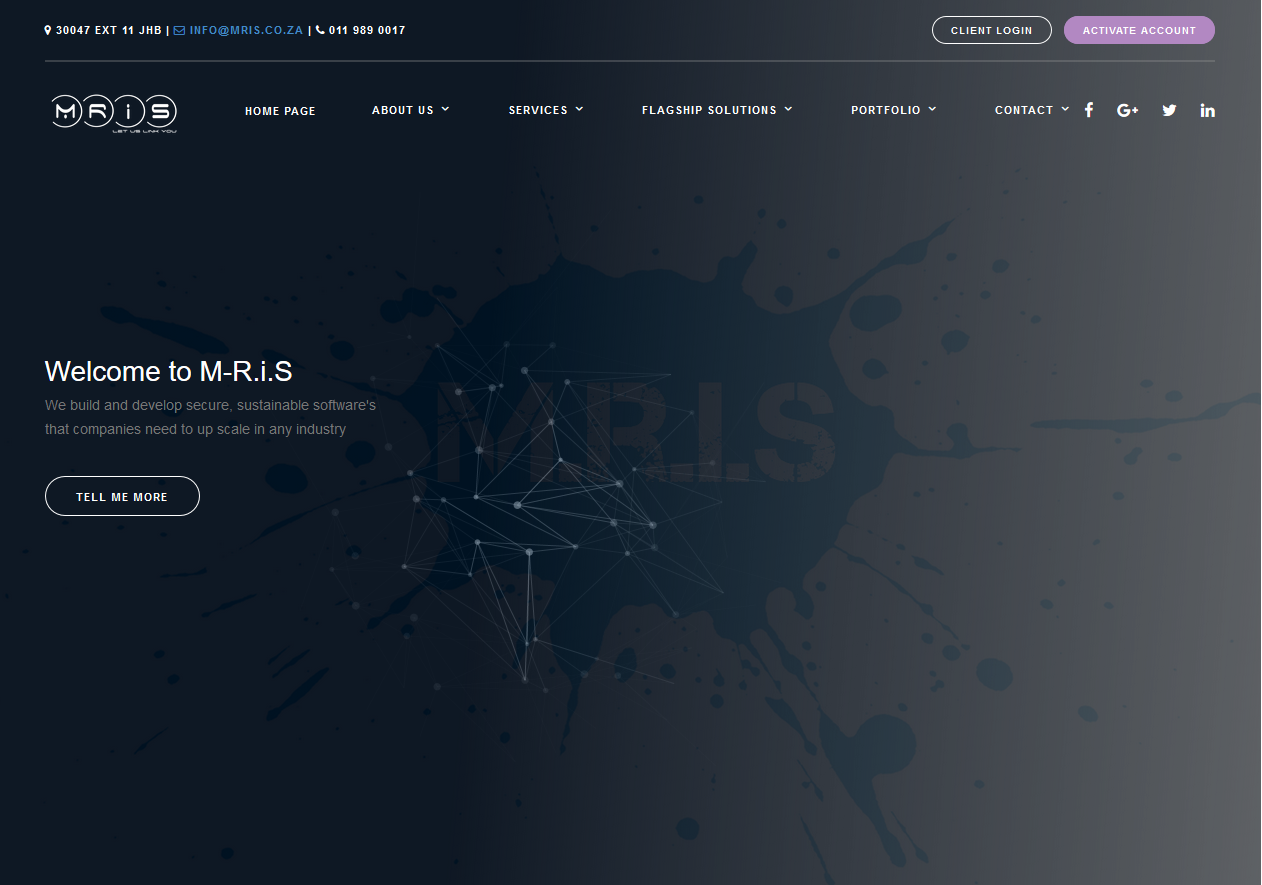 30047 EXT 11 JHB | INFO@MRIS.CO.ZA | 011 989 0017
CLIENT LOGIN
ACTIVATE ACCOUNT
MRiS
LET US LINK YOU
HOME PAGE
ABOUT US
SERVICES
FLAGSHIP SOLUTIONS
PORTFOLIO
CONTACT
G+
in
M.R.I.S
Welcome to M-R.i.S
We build and develop secure, sustainable software's
that companies need to up scale in any industry
TELL ME MORE